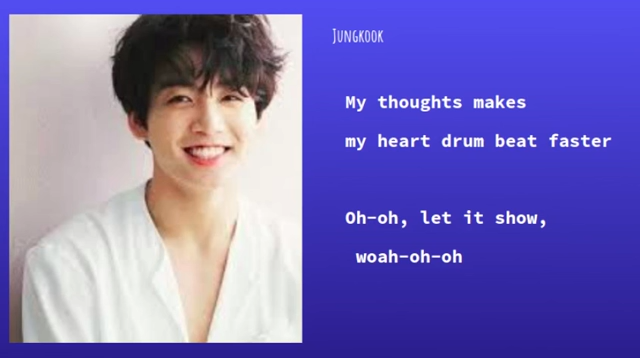 Jungkook
My thoughts makes
my heart drum beat faster
Oh-oh, let it show,
woah-oh-oh